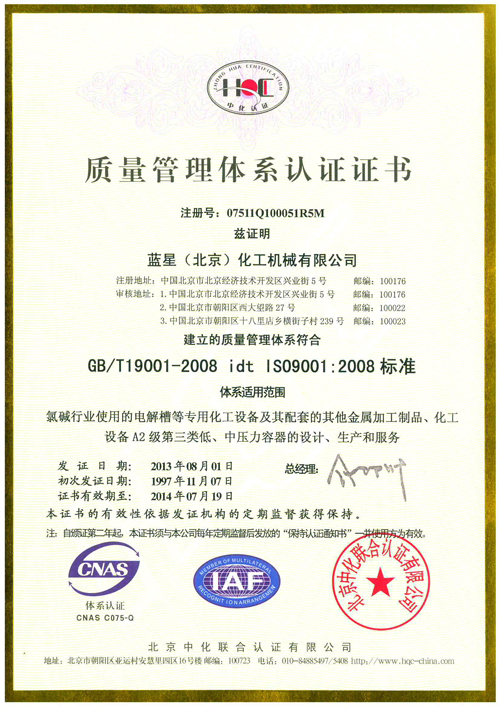 ZHONG HUA CERTIFICATION
HQC
中化认证
质量管理体系认证证书
注册号：07511Q100051R5M
兹证明
蓝星（北京）化工机械有限公司
注册地址：中国北京市北京经济技术开发区兴业街5号 邮编：100176
审核地址：1.中国北京市北京经济技术开发区兴业街5号 邮编：100176
2.中国北京市朝阳区西大望路27号 邮编：100022
3.中国北京市朝阳区十八里店乡横街子村239号 邮编：100023
建立的质量管理体系符合
GB/T19001-2008 idt ISO9001:2008 标准
体系适用范围
氯碱行业使用的电解槽等专用化工设备及其配套的其他金属加工制品、化工
设备A2级第三类低、中压力容器的设计、生产和服务
发证日期：2013年08月01日 总经理：
初次发证日期：1997年11月07日
证书有效期至：2014年07月19日
本证书的有效性依据发证机构的定期监督获得保持。
注：自颁证第二年起，本证书须与本公司每年定期监督后发放的“保持认证通知书”一并使用方为有效。
CNAS
体系认证
CNAS C075-Q
MEMBER OF MULTILATERAL
IAF
RECOGNITION ARRANGEMENT
北京中化联合认证有限公司
北京中化联合认证有限公司
地址：北京市朝阳区亚运村安慧里四区16号楼 邮编：100723 电话：010-84885497/5408 http://www.hqc-china.com